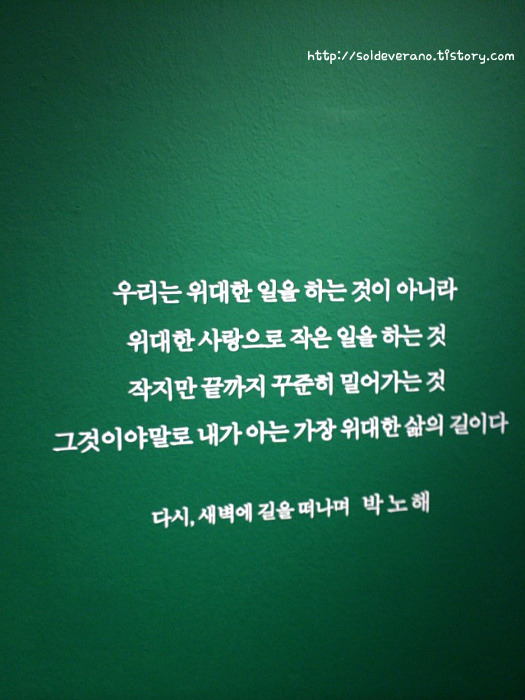 http://soldeverano.tistory.com
우리는 위대한 일을 하는 것이 아니라
위대한 사랑으로 작은 일을 하는 것
작지만 끝까지 꾸준히 밀어가는 것
그것이야말로 내가 아는 가장 위대한 삶의 길이다
다시, 새벽에 길을 떠나며 박노해